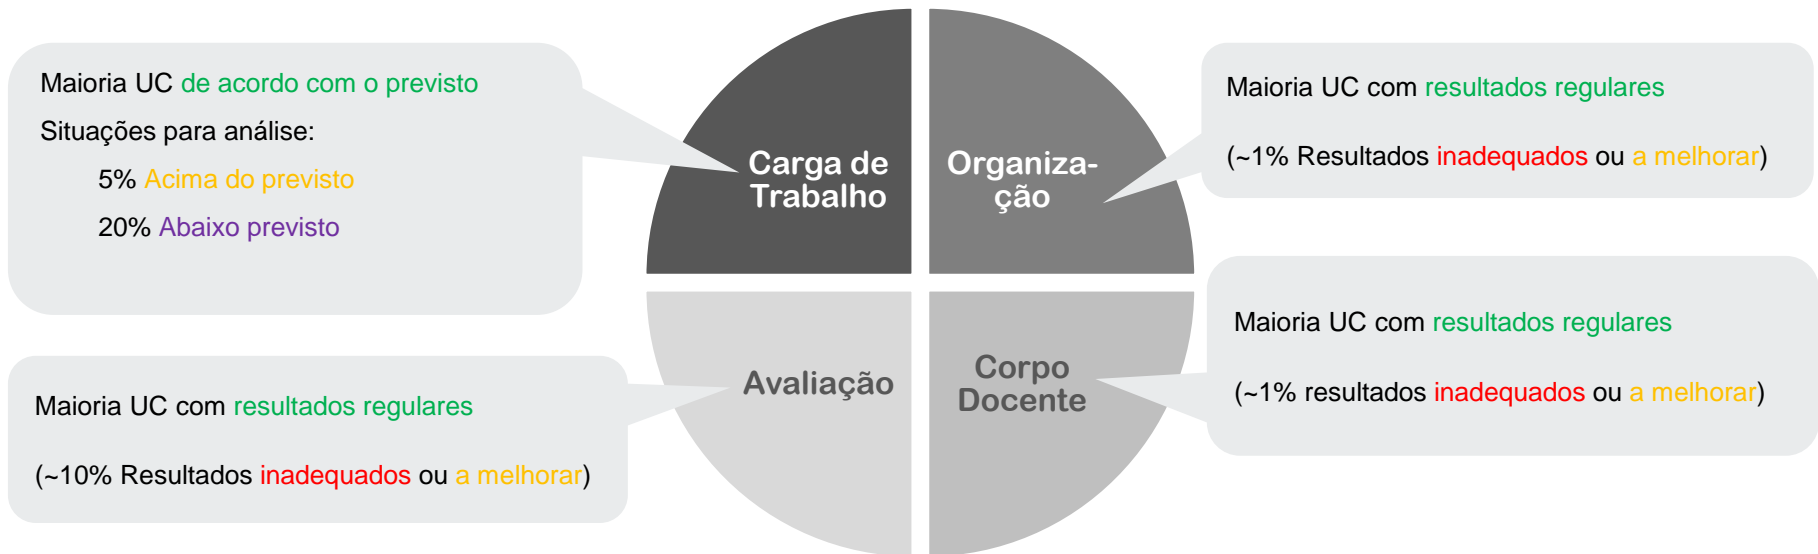 Maioria UC de acordo com o previsto
Situações para análise:
5% Acima do previsto
20% Abaixo previsto
Carga de
Trabalho
Organiza-
ção
Maioria UC com resultados regulares
(~1% Resultados inadequados ou a melhorar)
Maioria UC com resultados regulares
(~10% Resultados inadequados ou a melhorar)
Avaliação
Corpo
Docente
Maioria UC com resultados regulares
(~1% resultados inadequados ou a melhorar)